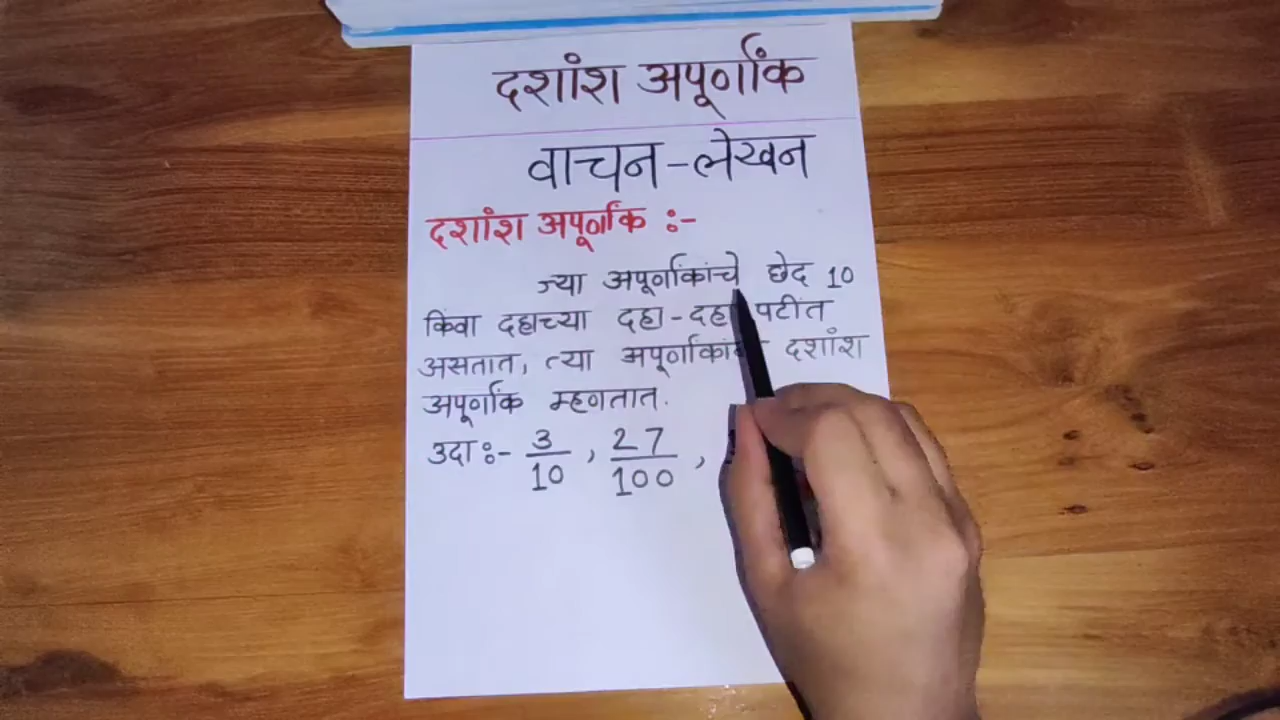 दशांश अपूर्णांक
वाचन-लेखन
दशांश अपूर्णांक :-
ज्या अपूर्णांकांचे छेद 10
किंवा दहाच्या दहा-दहा पटीत
असतात, त्या दशांश
अपूर्णांक म्हणतात.
उदा:- 3/10, 27/100,